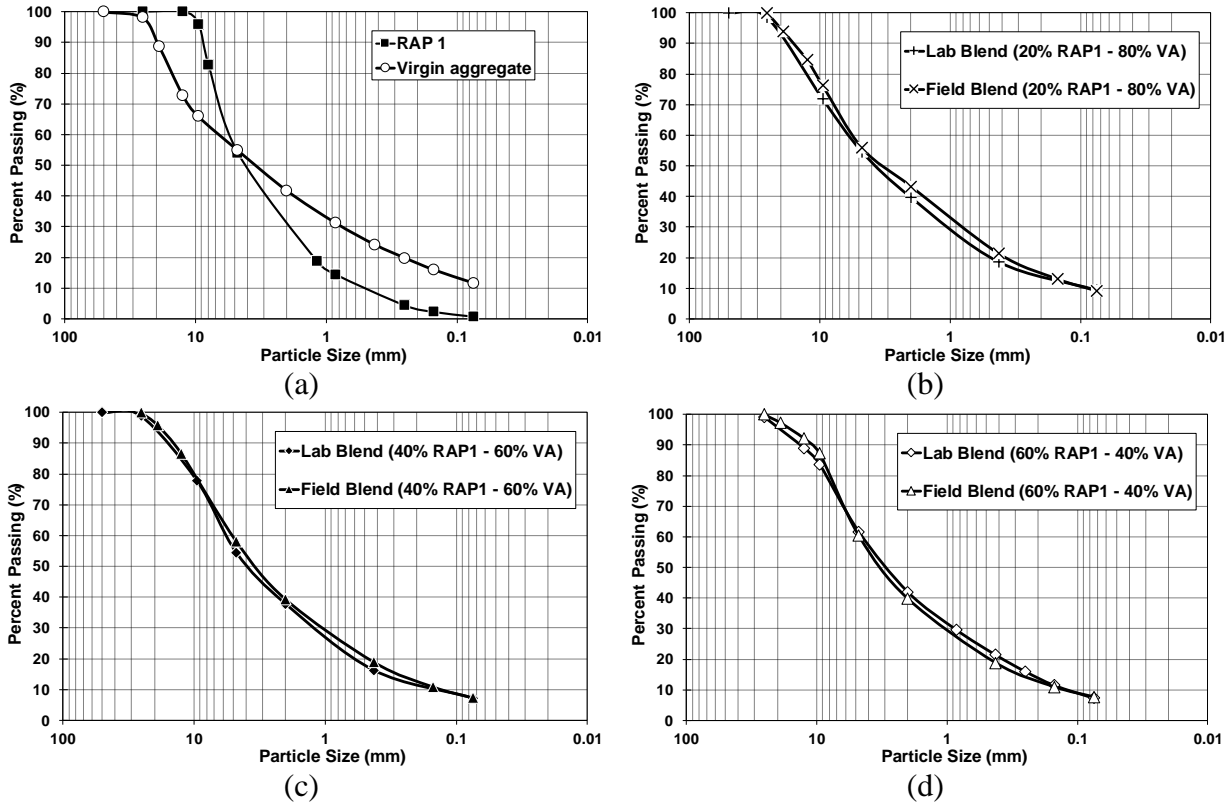 100
90
80
70
60
50
40
30
20
10
0
Percent Passing (%)
RAP 1
Virgin aggregate
100 10 1 0.1 0.01
Particle Size (mm)
(a)
100
90
80
70
60
50
40
30
20
10
0
Percent Passing (%)
Lab Blend (20% RAP1 - 80% VA)
Field Blend (20% RAP1 - 80% VA)
100 10 1 0.1 0.01
Particle Size (mm)
(b)
100
90
80
70
60
50
40
30
20
10
0
Percent Passing (%)
Lab Blend (40% RAP1 - 60% VA)
Field Blend (40% RAP1 - 60% VA)
100 10 1 0.1 0.01
Particle Size (mm)
(c)
100
90
80
70
60
50
40
30
20
10
0
Percent Passing (%)
Lab Blend (60% RAP1 - 40% VA)
Field Blend (60% RAP1 - 40% VA)
100 10 1 0.1 0.01
Particle Size (mm)
(d)